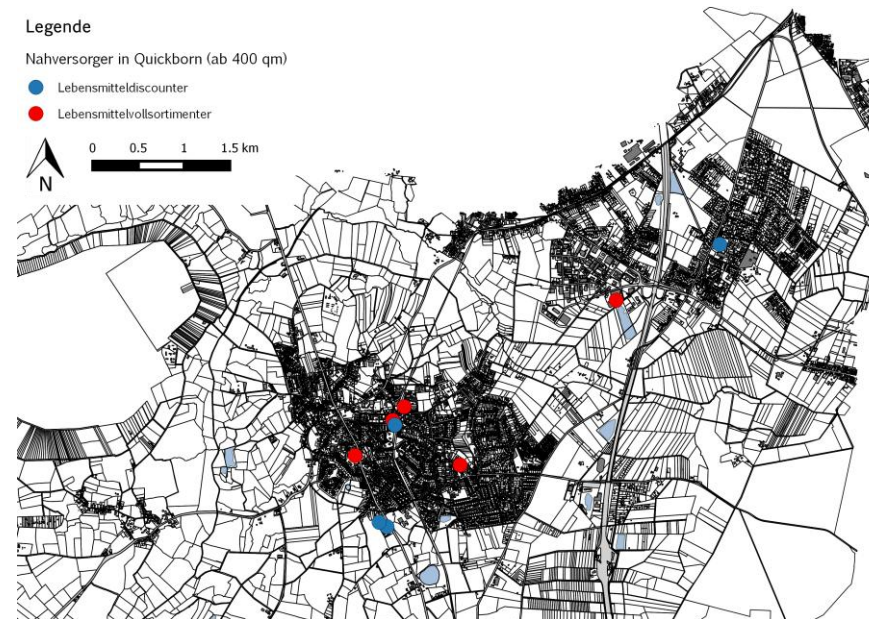 Legende
Nahversorger in Quickborn (ab 400 qm)
Lebensmitteldiscounter
Lebensmittelvollsortimenter
0 0.5 1 1.5 km
N